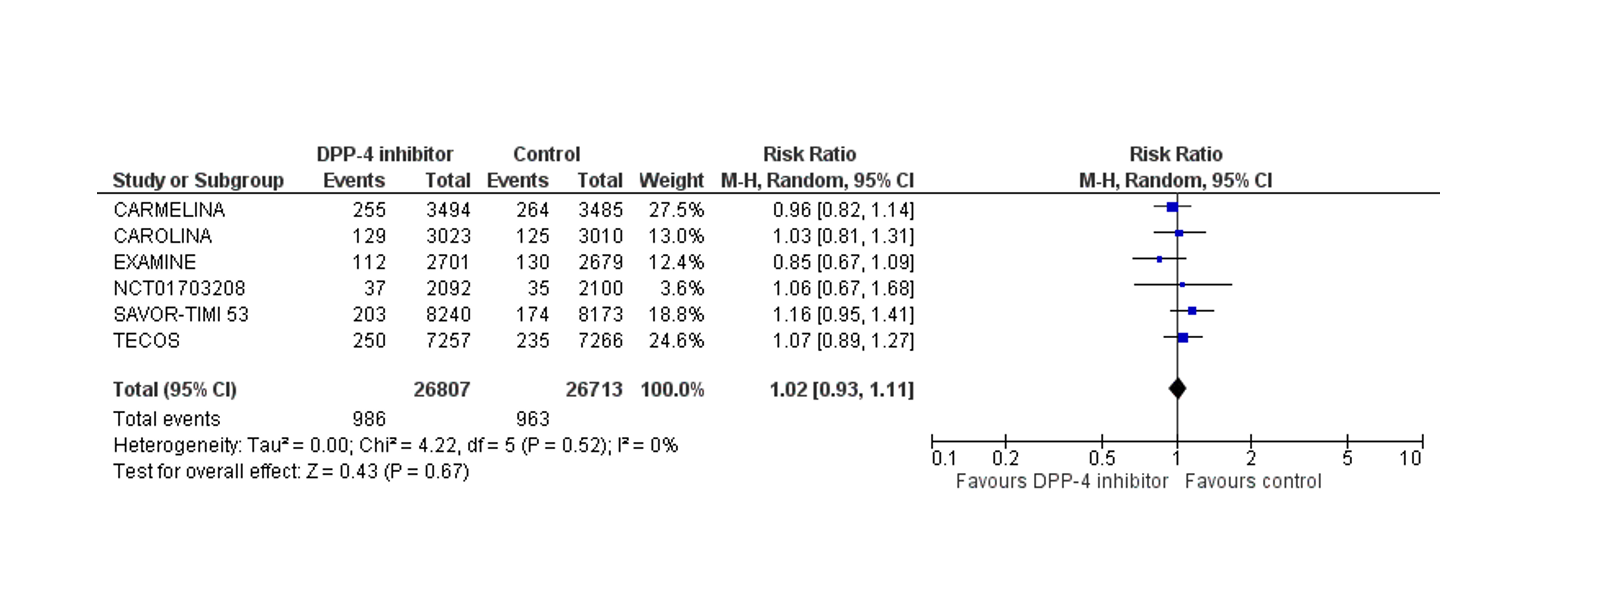 DPP-4 inhibitor Control Risk Ratio Risk Ratio
Study or Subgroup Events Total Events Total Weight M-H, Random, 95% CI M-H, Random, 95% CI
CARMELINA 255 3494 264 3485 27.5% 0.96 [0.82, 1.14]
CAROLINA 129 3023 125 3010 13.0% 1.03 [0.81, 1.31]
EXAMINE 112 2701 130 2679 12.4% 0.85 [0.67, 1.09]
NCT01703208 37 2092 35 2100 3.6% 1.06 [0.67, 1.68]
SAVOR-TIMI 53 203 8240 174 8173 18.8% 1.16 [0.95, 1.41]
TECOS 250 7257 235 7266 24.6% 1.07 [0.89, 1.27]
Total (95% CI) 26807 26713 100.0% 1.02 [0.93, 1.11]
Total events 986 963
Heterogeneity: Tau² = 0.00; Chi² = 4.22, df = 5 (P = 0.52); I² = 0%
Test for overall effect: Z = 0.43 (P = 0.67)
0.1 0.2 0.5 1 2 5 10
Favours DPP-4 inhibitor Favours control